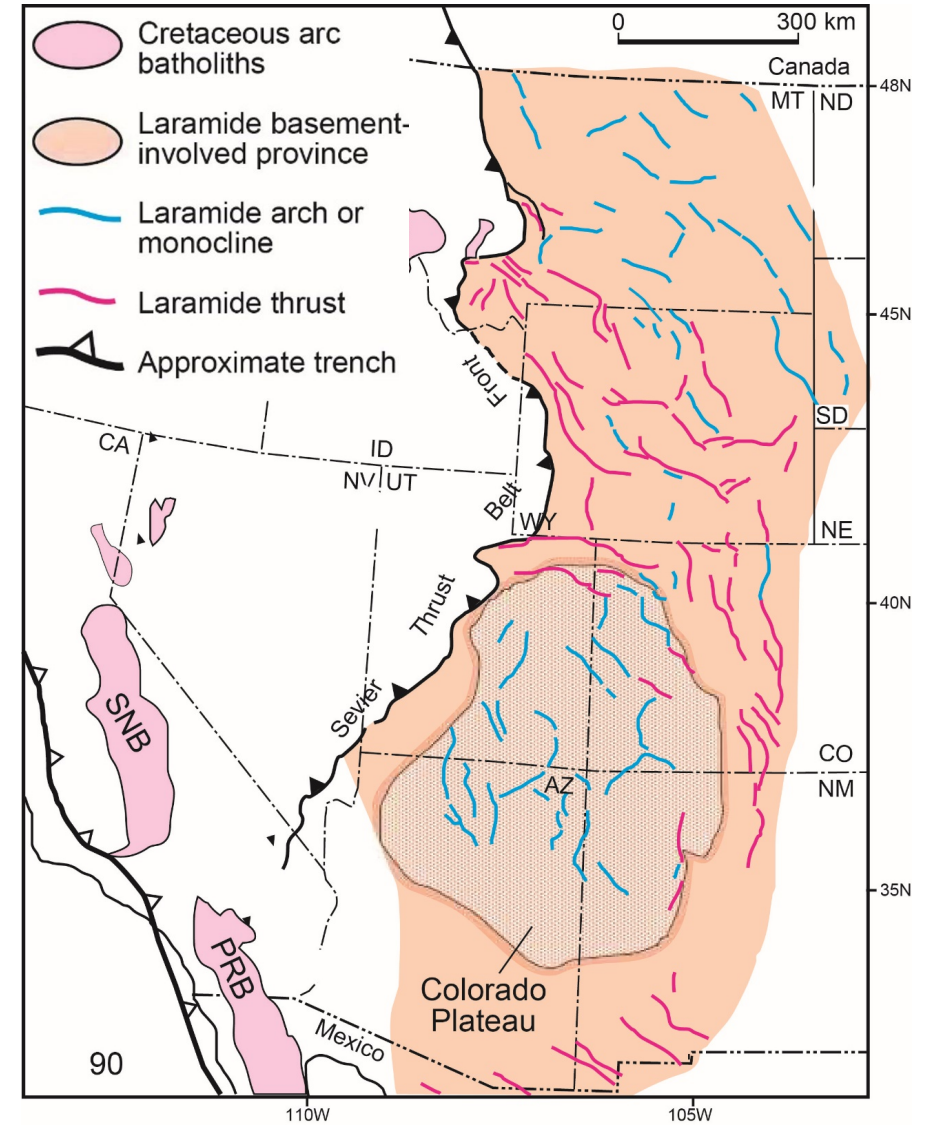 Cretaceous arc
batholiths
Laramide basement-
involved province
Laramide arch or
monocline
Laramide thrust
Approximate trench
0 300 km
Canada
48N
MT ND
45N
Front
SD
CA
ID
NV UT
Belt
WY
NE
40N
Thrust
Sevier
SNB
CO
AZ
NM
35N
PRB
Colorado
Plateau
Mexico
90
110W
105W